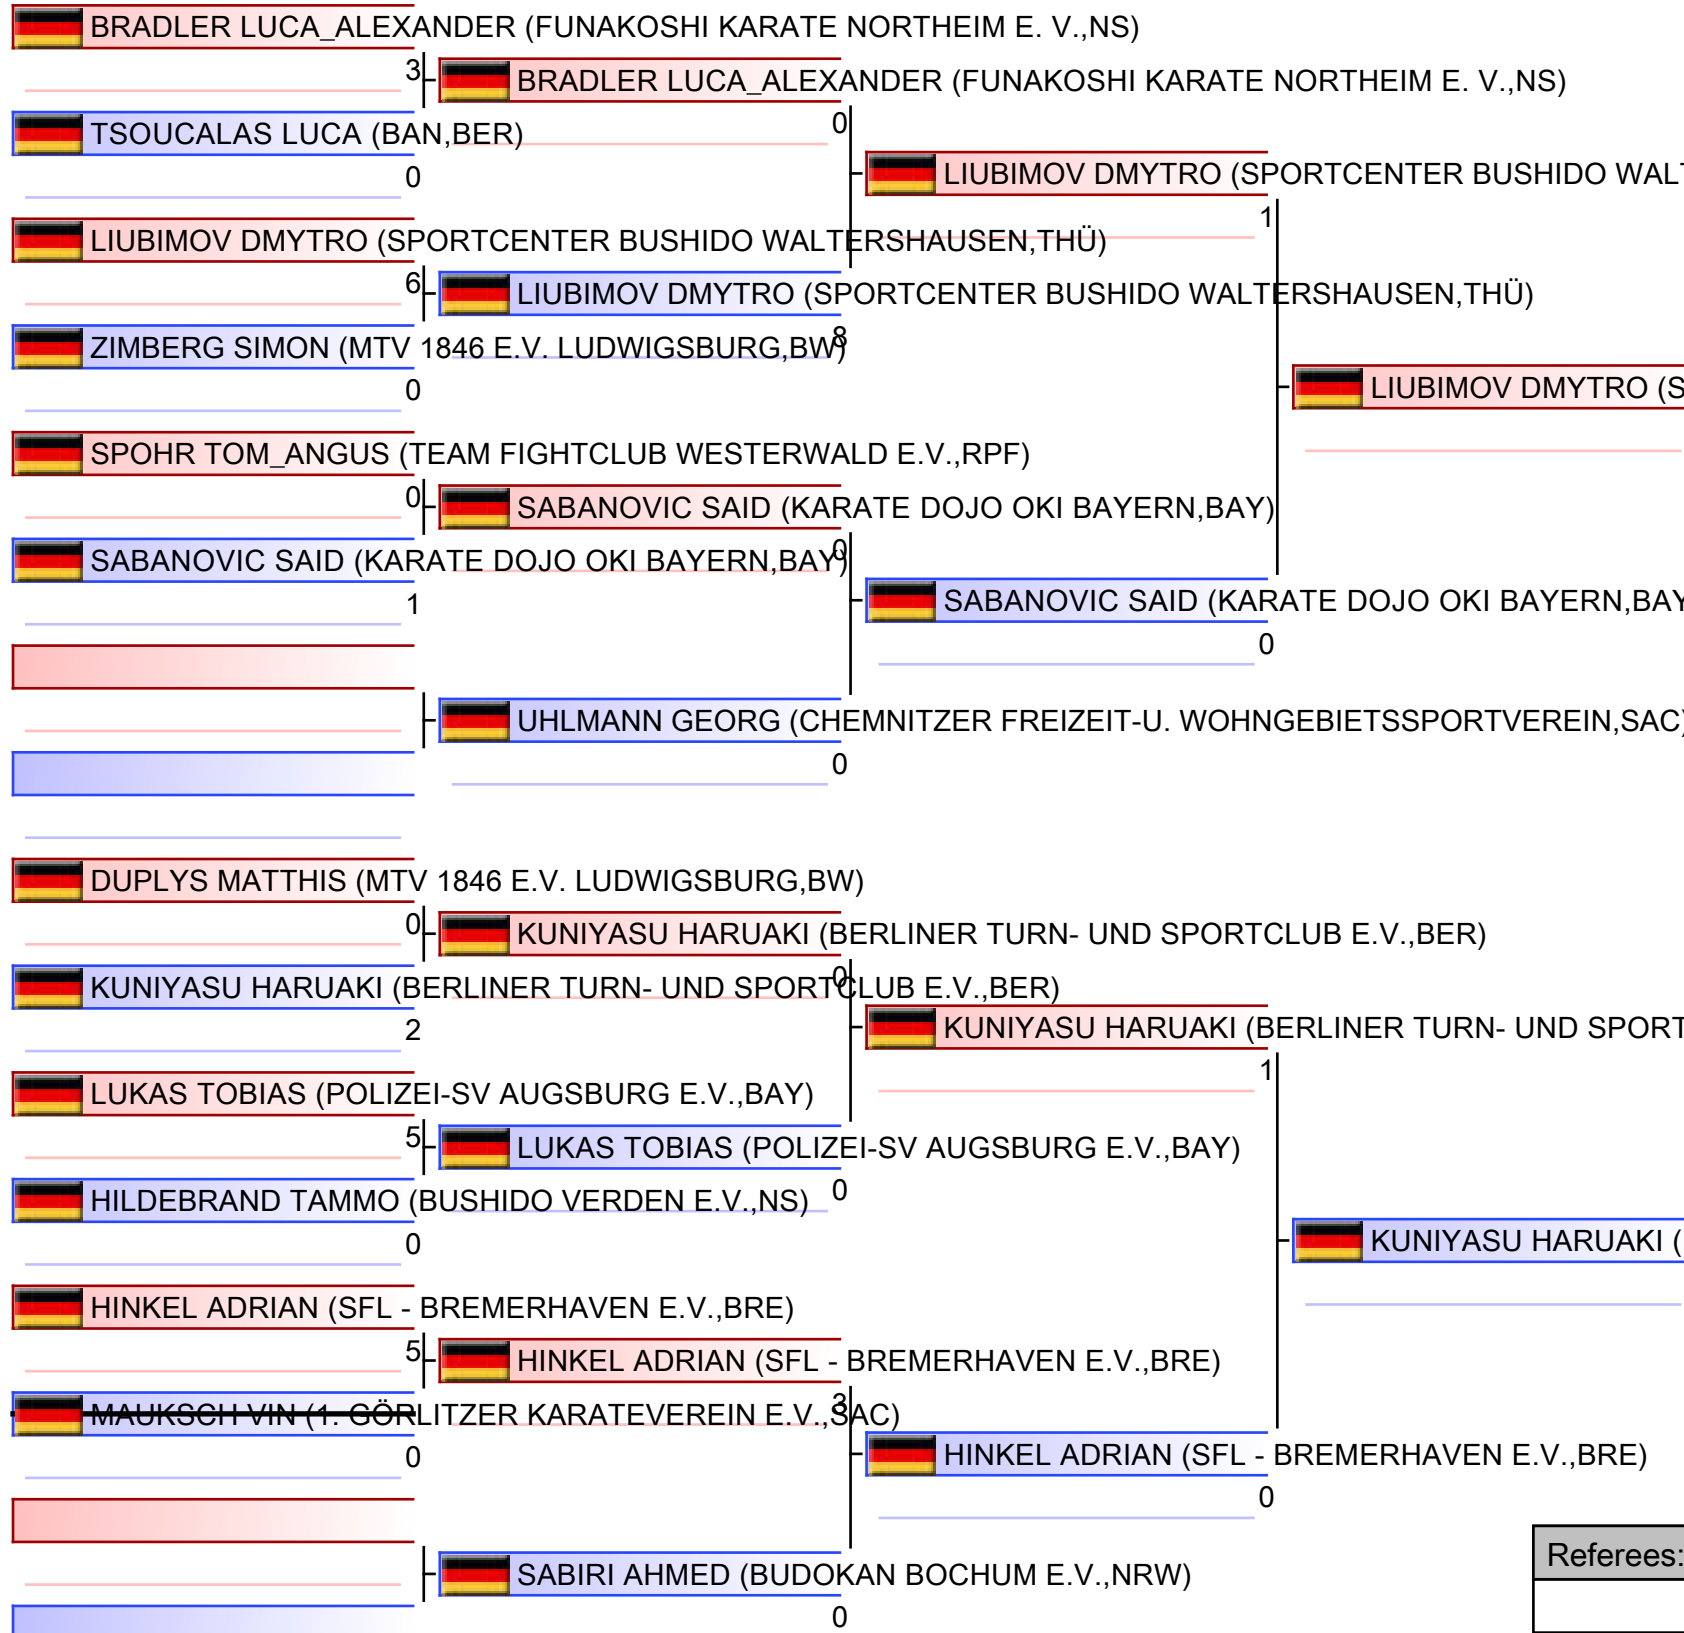 BRADLER LUCA_ALEXANDER (FUNAKOSHI KARATE NORTHEIM E. V.,NS)
3
BRADLER LUCA_ALEXANDER (FUNAKOSHI KARATE NORTHEIM E. V.,NS)
0
TSOUCALAS LUCA (BAN,BER)
0
LIUBIMOV DMYTRO (SPORTCENTER BUSHIDO WALT
1
LIUBIMOV DMYTRO (SPORTCENTER BUSHIDO WALTERSHAUSEN,THÜ)
6
LIUBIMOV DMYTRO (SPORTCENTER BUSHIDO WALTERSHAUSEN,THÜ)
8
ZIMBERG SIMON (MTV 1846 E.V. LUDWIGSBURG,BW)
0
LIUBIMOV DMYTRO (S
SPOHR TOM_ANGUS (TEAM FIGHTCLUB WESTERWALD E.V.,RPF)
0
SABANOVIC SAID (KARATE DOJO OKI BAYERN,BAY)
0
SABANOVIC SAID (KARATE DOJO OKI BAYERN,BAY)
1
SABANOVIC SAID (KARATE DOJO OKI BAYERN,BAY
0
UHLMANN GEORG (CHEMNITZER FREIZEIT-U. WOHNGEBIETSSPORTVEREIN,SAC)
0
DUPLYS MATTHIS (MTV 1846 E.V. LUDWIGSBURG,BW)
0
KUNIYASU HARUAKI (BERLINER TURN- UND SPORTCLUB E.V.,BER)
0
KUNIYASU HARUAKI (BERLINER TURN- UND SPORTCLUB E.V.,BER)
2
KUNIYASU HARUAKI (BERLINER TURN- UND SPORT
1
LUKAS TOBIAS (POLIZEI-SV AUGSBURG E.V.,BAY)
5
LUKAS TOBIAS (POLIZEI-SV AUGSBURG E.V.,BAY)
0
HILDEBRAND TAMMO (BUSHIDO VERDEN E.V.,NS)
0
KUNIYASU HARUAKI (
HINKEL ADRIAN (SFL - BREMERHAVEN E.V.,BRE)
5
HINKEL ADRIAN (SFL - BREMERHAVEN E.V.,BRE)
3
MAUKSCH VIN (1. GÖRLITZER KARATEVEREIN E.V.,SAC)
0
HINKEL ADRIAN (SFL - BREMERHAVEN E.V.,BRE)
0
Referees:
SABIRI AHMED (BUDOKAN BOCHUM E.V.,NRW)
0